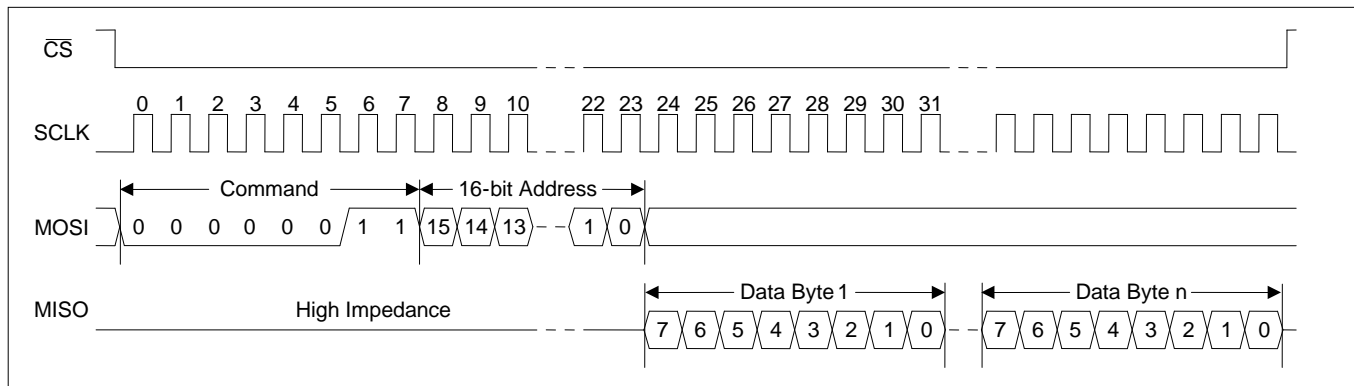 CS
0 1 2 3 4 5 6 7 8 9 10 22 23 24 25 26 27 28 29 30 31
SCLK
Command 16-bit Address
MOSI 0 0 0 0 0 0 1 1 15 14 13 1 0
Data Byte 1 Data Byte n
MISO High Impedance
7 6 5 4 3 2 1 0 7 6 5 4 3 2 1 0